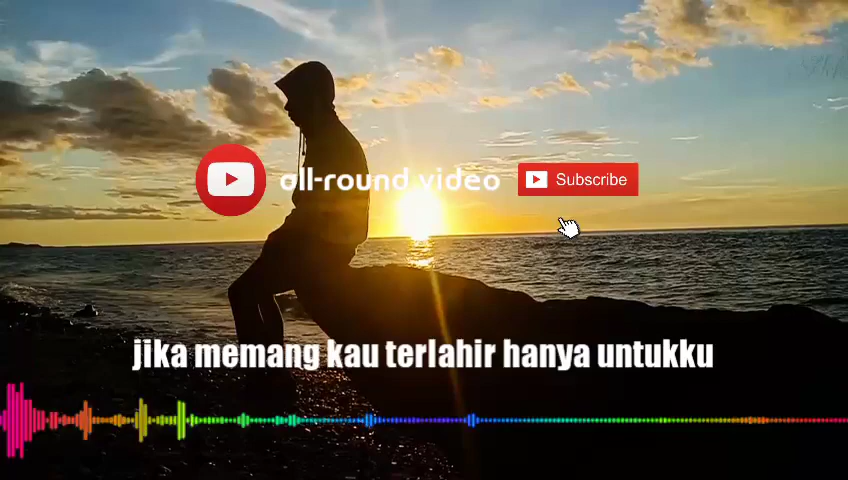 all-round video
Subscribe
jika memang kau terlahir hanya untukku